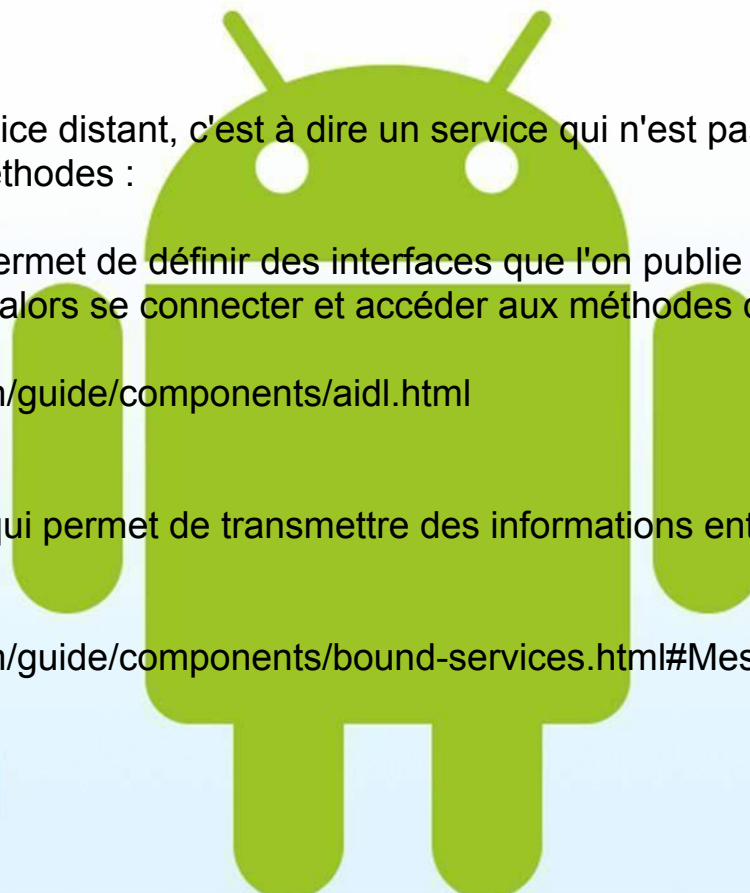 ice distant, c'est à dire un service qui n'est pas
éthodes :
ermet de définir des interfaces que l'on publie
alors se connecter et accéder aux méthodes
/guide/components/aidl.html
qui permet de transmettre des informations ent
/guide/components/bound-services.html#Mes